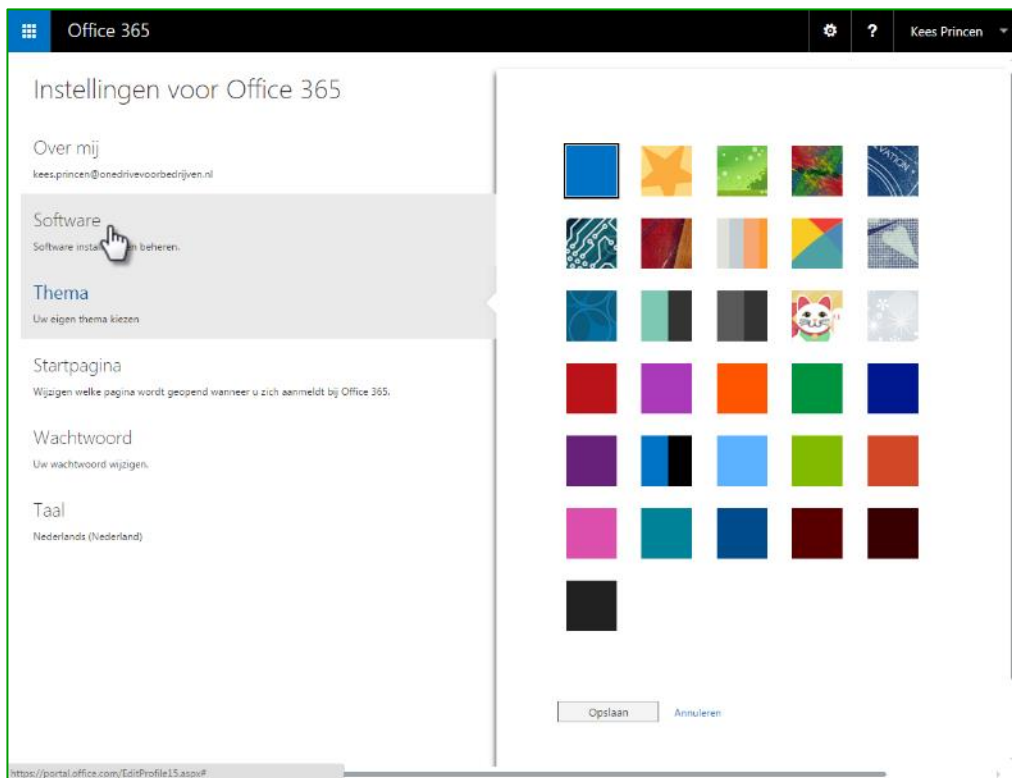 Office 365
?
Kees Princen
Instellingen voor Office 365
Over mij
kees.princen@onedrivevoorbedrijven.nl
Software
Software instal en beheren.
Thema
Uw eigen thema kiezen
Startpagina
Wijzigen welke pagina wordt geopend wanneer u zich aanmeldt bij Office 365.
Wachtwoord
Uw wachtwoord wijzigen.
Taal
Nederlands (Nederland)
VATION
Opslaan
Annuleren
https://portal.office.com/EditProfile15.aspx#